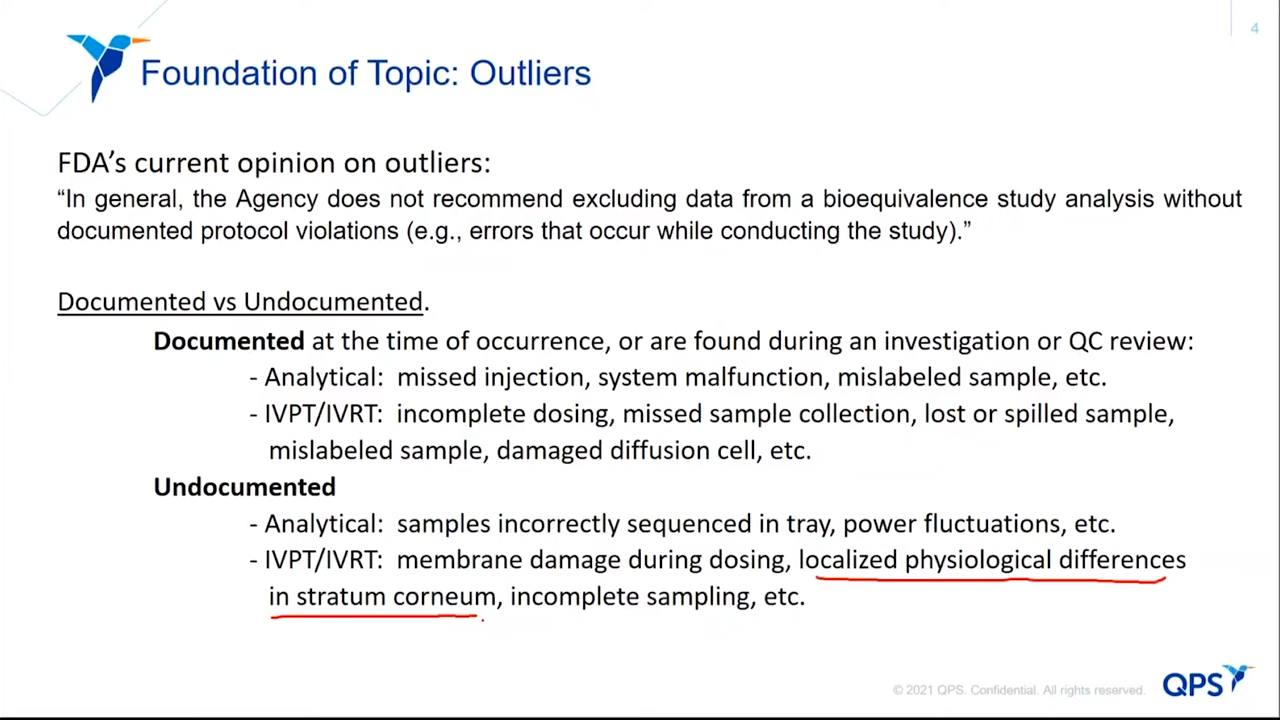 4
Foundation of Topic: Outliers
FDA’s current opinion on outliers:
“In general, the Agency does not recommend excluding data from a bioequivalence study analysis without
documented protocol violations (e.g., errors that occur while conducting the study).”
Documented vs Undocumented.
Documented at the time of occurrence, or are found during an investigation or QC review:
- Analytical: missed injection, system malfunction, mislabeled sample, etc.
- IVPT/IVRT: incomplete dosing, missed sample collection, lost or spilled sample,
mislabeled sample, damaged diffusion cell, etc.
Undocumented
- Analytical: samples incorrectly sequenced in tray, power fluctuations, etc.
- IVPT/IVRT: membrane damage during dosing, localized physiological differences
in stratum corneum, incomplete sampling, etc.
© 2021 QPS. Confidential. All rights reserved.
QPS